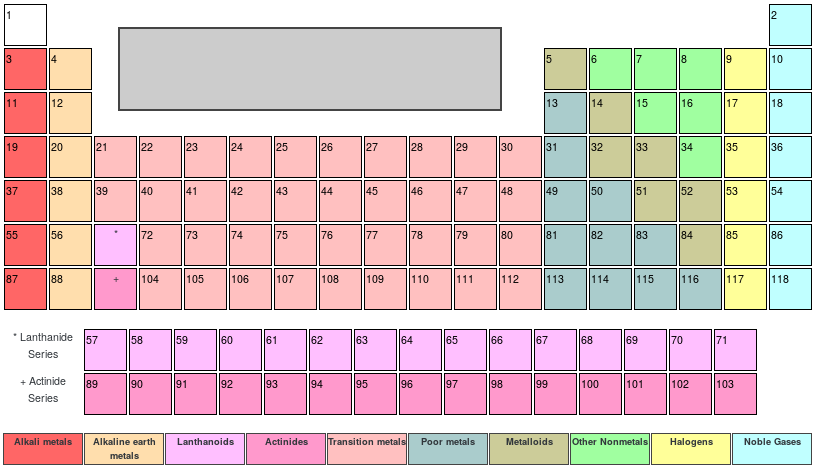 1 2
3 4 5 6 7 8 9 10
11 12 13 14 15 16 17 18
19 20 21 22 23 24 25 26 27 28 29 30 31 32 33 34 35 36
37 38 39 40 41 42 43 44 45 46 47 48 49 50 51 52 53 54
55 56 * 72 73 74 75 76 77 78 79 80 81 82 83 84 85 86
87 88 + 104 105 106 107 108 109 110 111 112 113 114 115 116 117 118
* Lanthanide
Series
57 58 59 60 61 62 63 64 65 66 67 68 69 70 71
+ Actinide
Series
89 90 91 92 93 94 95 96 97 98 99 100 101 102 103
Alkali metals
Alkaline earth
metals
Lanthanoids
Actinides
Transition metals
Poor metals
Metalloids
Other Nonmetals
Halogens
Noble Gases